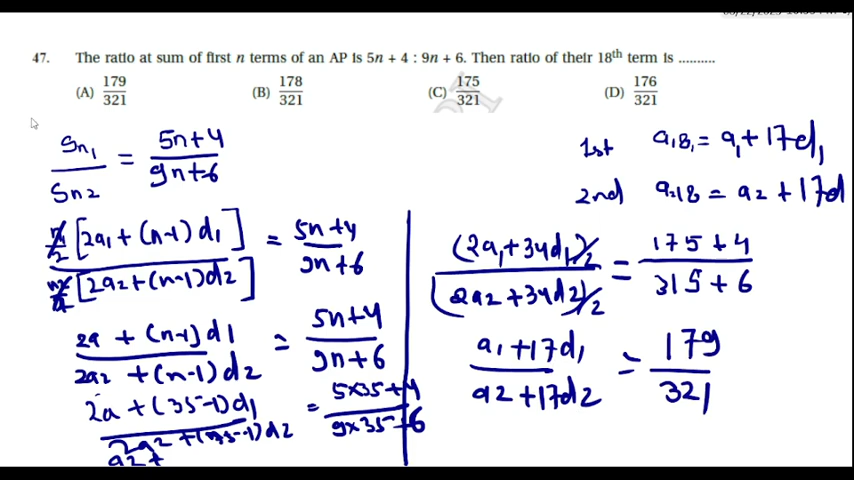 47. The ratio at sum of first n terms of an AP is 5n + 4 : 9n + 6. Then ratio of their 18th term is ..........
(A) 179/321 (B) 178/321 (C) 175/321 (D) 176/321
Sn1/Sn2 = 5n+4/9n+6
n/2[2a1+(n-1)d1]/n/2[2a2+(n-1)d2] = 5n+4/9n+6
2a+(n-1)d1/2a2+(n-1)d2 = 5n+4/9n+6
2a+(35-1)d1/2a2+(35-1)d2 = 5×35+4/9×35+6
a2+
1st a18,= a1+17d1
2nd a218= a2+17d
(2a1+34d1)/2/(2a2+34d2)/2 = 175+4/315+6
a1+17d1/a2+17d2 = 179/321